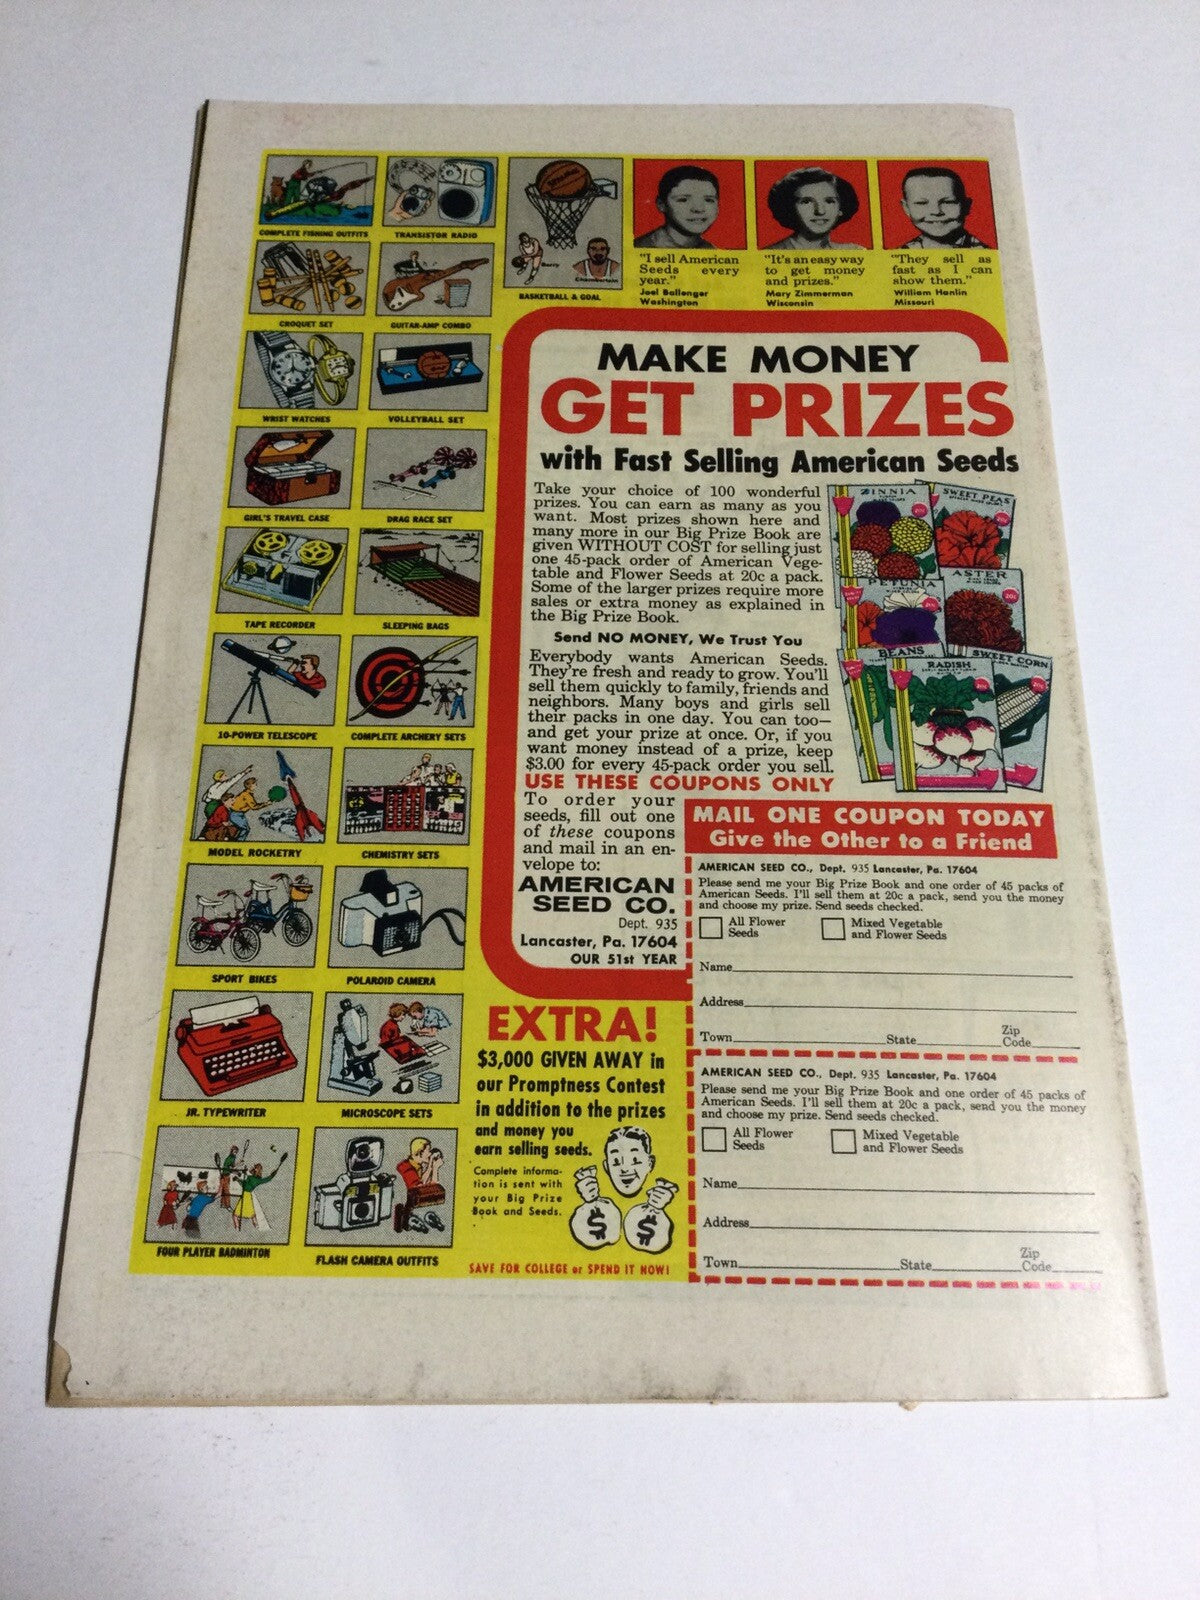 COMPLETE FISHING OUTFITS
TRANSISTOR RADIO
Barry
Chamberlain
BASKETBALL & GOAL
CROQUET SET
GUITAR-AMP COMBO
WRIST WATCHES
VOLLEYBALL SET
GIRL'S TRAVEL CASE
DRAG RACE SET
TAPE RECORDER
SLEEPING BAGS
10-POWER TELESCOPE
COMPLETE ARCHERY SETS
MODEL ROCKETRY
CHEMISTRY SETS
SPORT BIKES
POLAROID CAMERA
JR. TYPEWRITER
MICROSCOPE SETS
FOUR PLAYER BADMINTON
FLASH CAMERA OUTFITS
"I sell American
Seeds every
year."
Joel Ballenger
Washington
"It's an easy way
to get money
and prizes."
Mary Zimmerman
Wisconsin
"They sell as
fast as I can
show them."
William Hanlin
Missouri
MAKE MONEY
GET PRIZES
with Fast Selling American Seeds
Take your choice of 100 wonderful
prizes. You can earn as many as you
want. Most prizes shown here and
many more in our Big Prize Book are
given WITHOUT COST for selling just
one 45-pack order of American Vege-
table and Flower Seeds at 20c a pack.
Some of the larger prizes require more
sales or extra money as explained in
the Big Prize Book.
Send NO MONEY, We Trust You
Everybody wants American Seeds.
They're fresh and ready to grow. You'll
sell them quickly to family, friends and
neighbors. Many boys and girls sell
their packs in one day. You can too—
and get your prize at once. Or, if you
want money instead of a prize, keep
$3.00 for every 45-pack order you sell.
ZINNIA
SWEET PEAS
20c
PETUNIA
ASTER
20c
BEANS
RADISH
SWEET CORN
USE THESE COUPONS ONLY
To order your
seeds, fill out one
of these coupons
and mail in an en-
velope to:
AMERICAN
SEED CO.
Dept. 935
Lancaster, Pa. 17604
OUR 51st YEAR
MAIL ONE COUPON TODAY
Give the Other to a Friend
AMERICAN SEED CO., Dept. 935 Lancaster, Pa. 17604
Please send me your Big Prize Book and one order of 45 packs of
American Seeds. I'll sell them at 20c a pack, send you the money
and choose my prize. Send seeds checked.
All Flower
Seeds
Mixed Vegetable
and Flower Seeds
Name
Address
Town State Zip Code
AMERICAN SEED CO., Dept. 935 Lancaster, Pa. 17604
Please send me your Big Prize Book and one order of 45 packs of
American Seeds. I'll sell them at 20c a pack, send you the money
and choose my prize. Send seeds checked.
All Flower
Seeds
Mixed Vegetable
and Flower Seeds
Name
Address
Town State Zip Code
EXTRA!
$3,000 GIVEN AWAY in
our Promptness Contest
in addition to the prizes
and money you
earn selling seeds.
Complete informa-
tion is sent with
your Big Prize
Book and Seeds.
$ $
SAVE FOR COLLEGE or SPEND IT NOW!